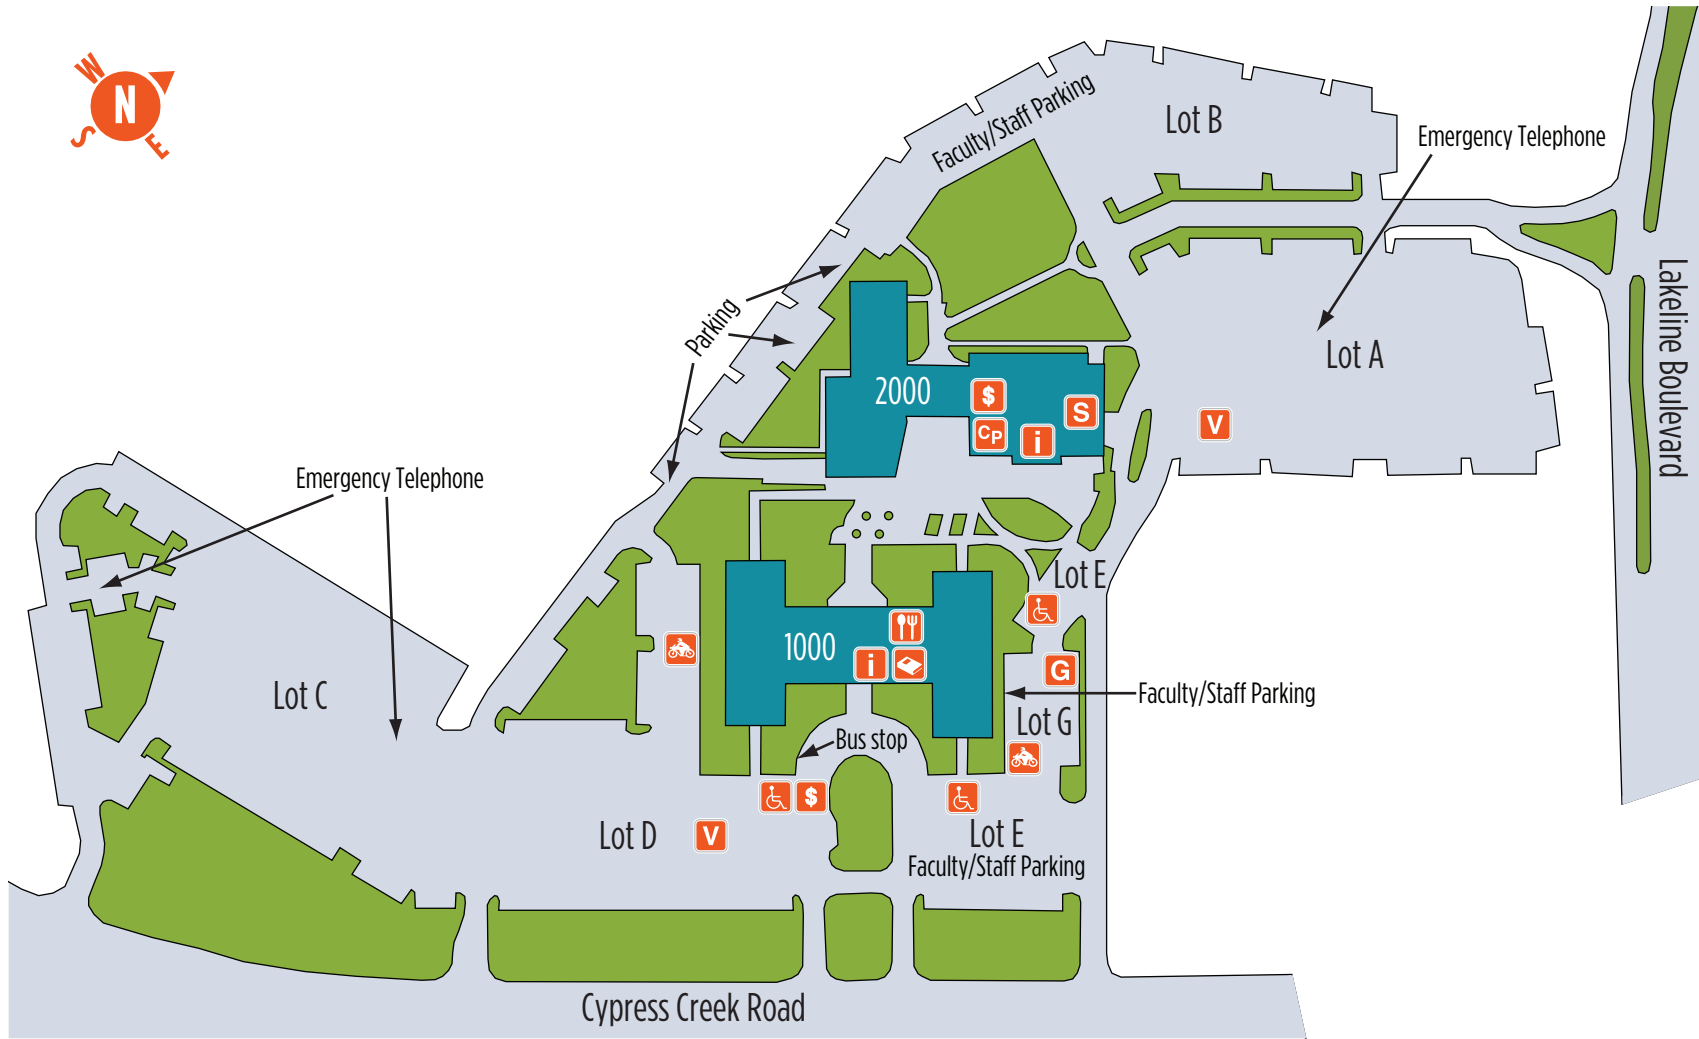 W
N
S
E
Faculty/Staff Parking
Lot B
Emergency Telephone
Lakeline Boulevard
Parking
Lot A
2000
$
S
CP
i
V
Emergency Telephone
Lot E
1000
i
G
Lot C
Faculty/Staff Parking
Lot G
Bus stop
$
Lot D
V
Lot E
Faculty/Staff Parking
Cypress Creek Road